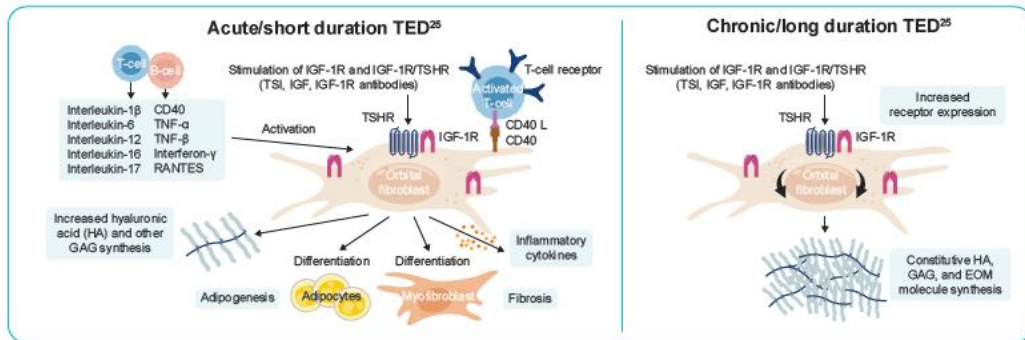 Acute/short duration TED25
T-cell
B-cell
Interleukin-1β
Interleukin-6
Interleukin-12
Interleukin-16
Interleukin-17
CD40
TNF-α
TNF-β
Interferon-γ
RANTES
Activation
Stimulation of IGF-1R and IGF-1R/TSHR
(TSI, IGF, IGF-1R antibodies)
T-cell receptor
Activated
T-cell
TSHR
IGF-1R
CD40 L
CD40
Orbital
fibroblast
Increased hyaluronic
acid (HA) and other
GAG synthesis
Differentiation
Differentiation
Inflammatory
cytokines
Adipogenesis
Adipocytes
Myofibroblast
Fibrosis
Chronic/long duration TED25
Stimulation of IGF-1R and IGF-1R/TSHR
(TSI, IGF, IGF-1R antibodies)
Increased
receptor expression
TSHR
IGF-1R
Orbital
fibroblast
Constitutive HA,
GAG, and EOM
molecule synthesis